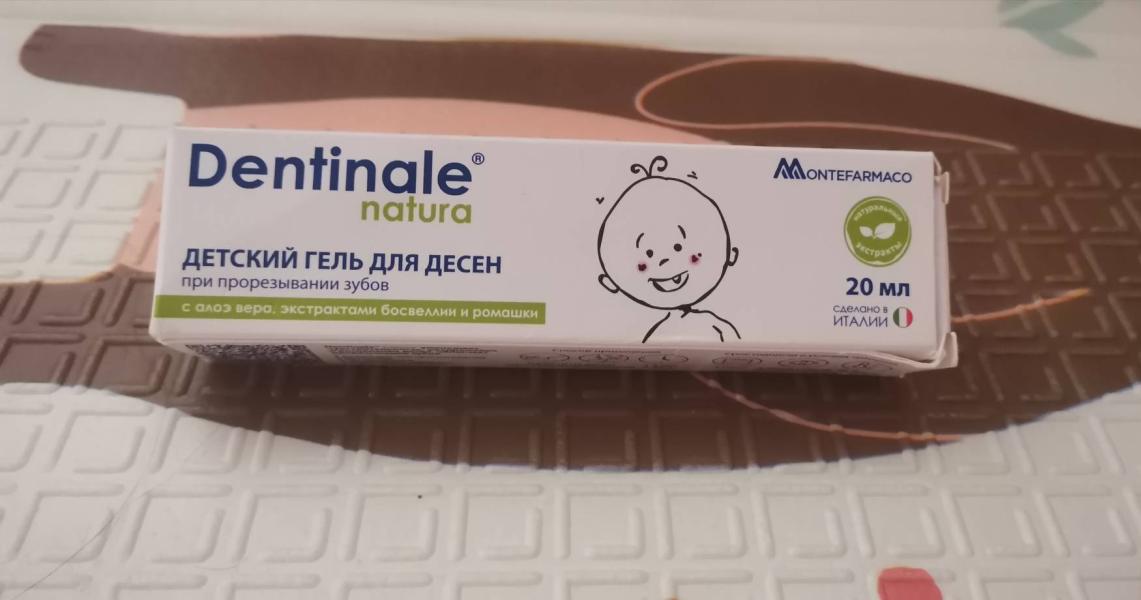 Dentinale®
natura
ДЕТСКИЙ ГЕЛЬ ДЛЯ ДЕСЕН
при прорезывании зубов
с алоэ вера, экстрактами босвеллии и ромашки
MONTEFARMACO
натуральные
экстракты
20 мл
сделано в
ИТАЛИИ